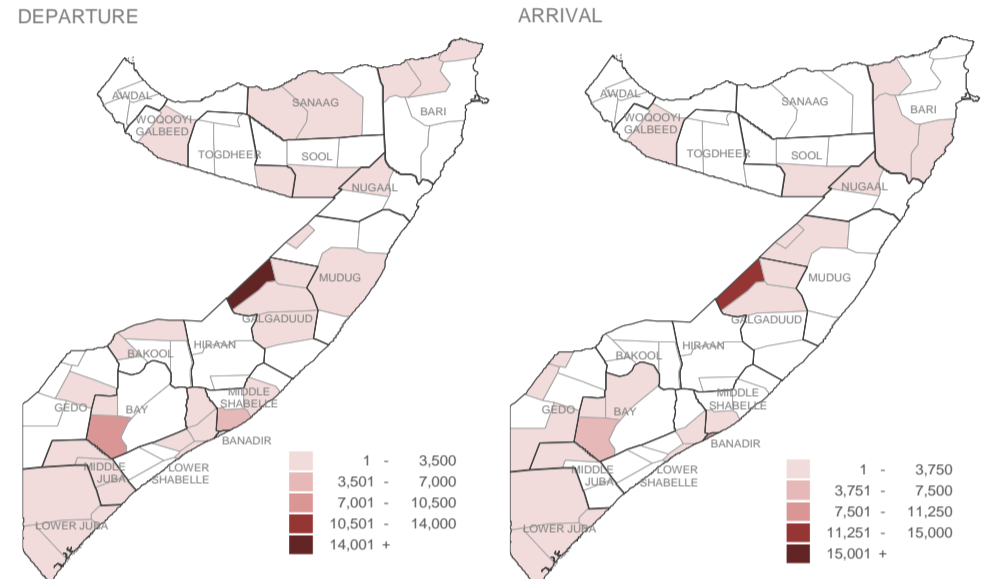 DEPARTURE
AWDAL
WOQOOYI
GALBEED
TOGDHEER
SANAAG
SOOL
BARI
NUGAAL
MUDUG
GALGADUUD
HIRAAN
BAKOOL
GEDO
BAY
MIDDLE
SHABELLE
BANADIR
MIDDLE
JUBA
LOWER
SHABELLE
LOWER JUBA
1 - 3,500
3,501 - 7,000
7,001 - 10,500
10,501 - 14,000
14,001 +
ARRIVAL
AWDAL
WOQOOYI
GALBEED
TOGDHEER
SANAAG
SOOL
BARI
NUGAAL
MUDUG
GALGADUUD
HIRAAN
BAKOOL
GEDO
BAY
MIDDLE
SHABELLE
BANADIR
MIDDLE
JUBA
LOWER
SHABELLE
LOWER JUBA
1 - 3,750
3,751 - 7,500
7,501 - 11,250
11,251 - 15,000
15,001 +